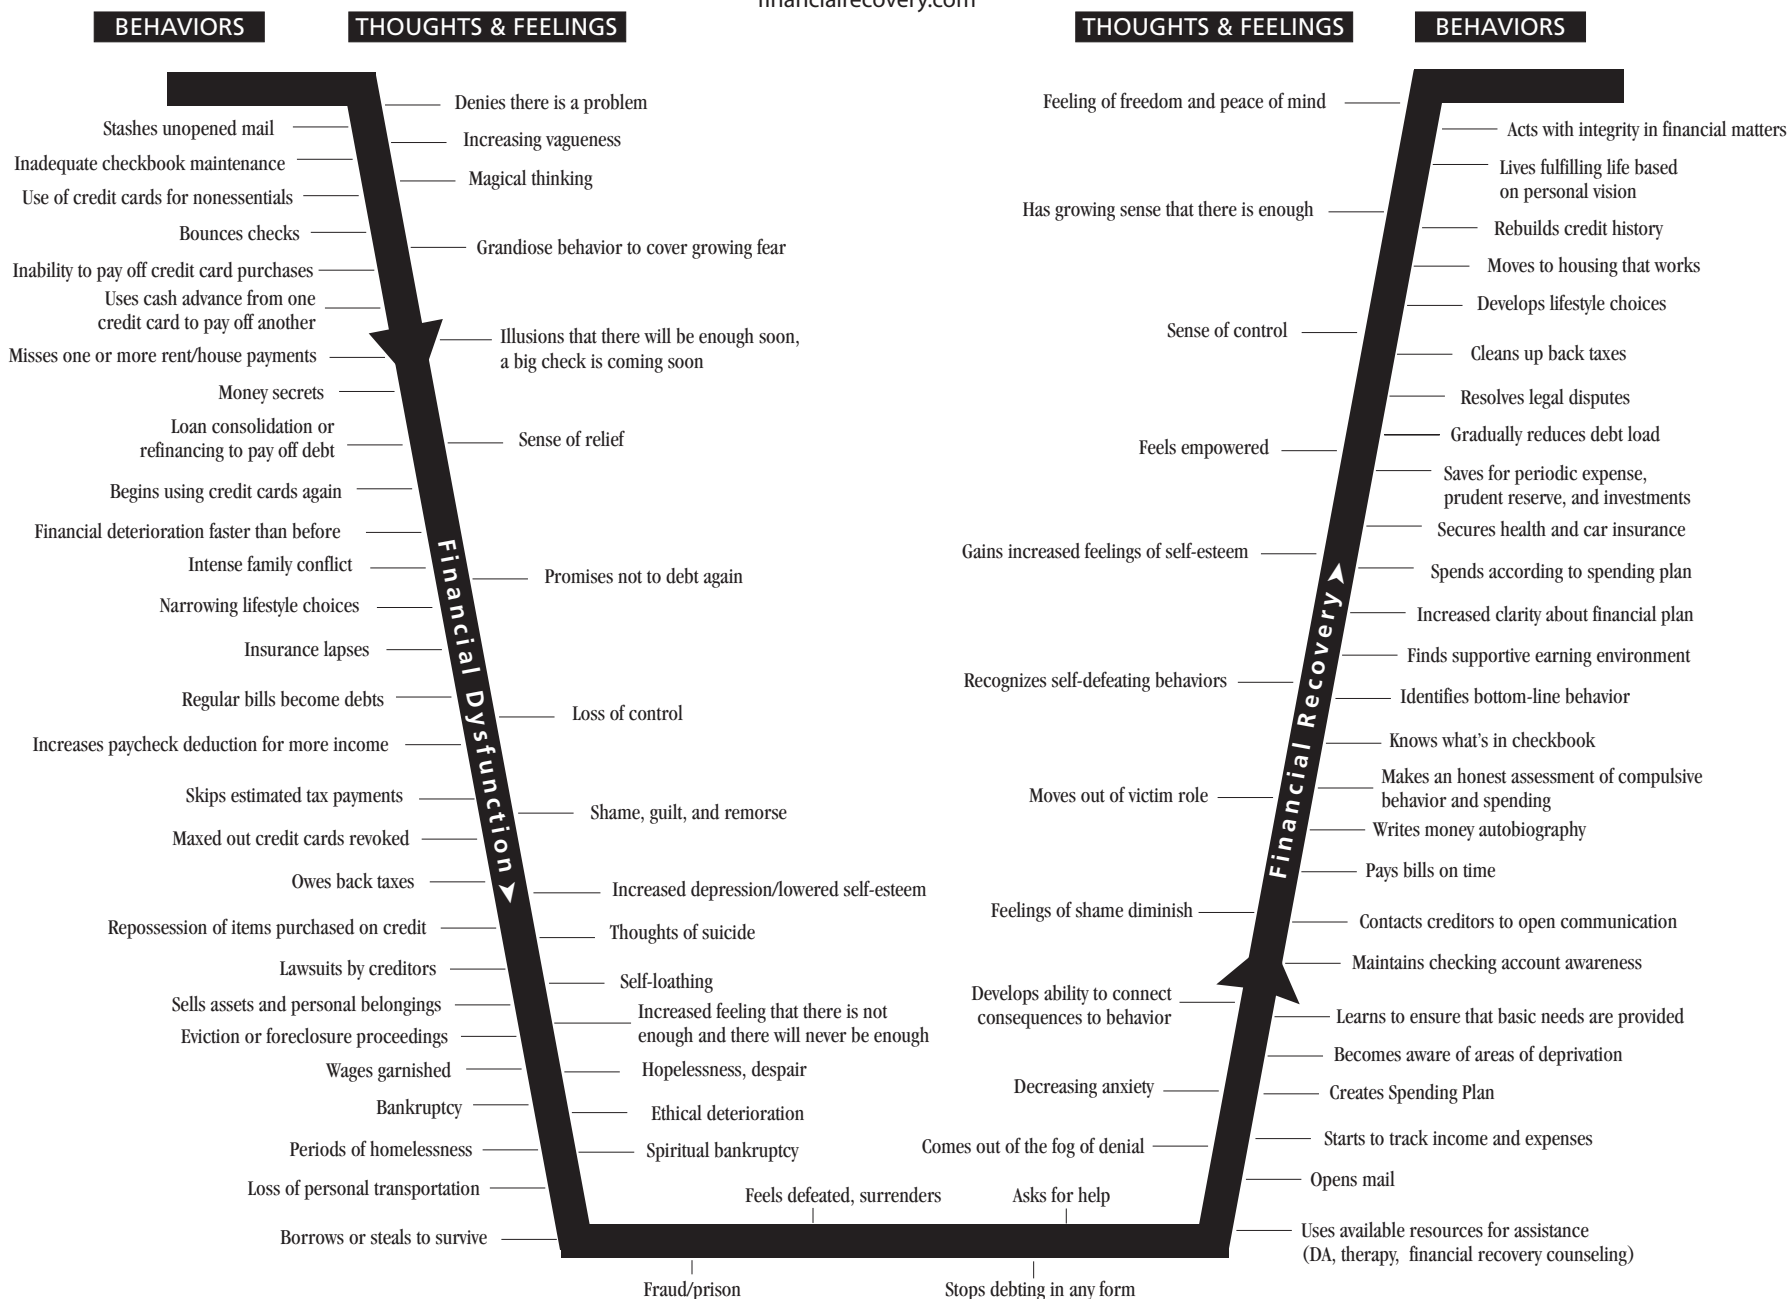 financialrecovery.com
BEHAVIORS
THOUGHTS & FEELINGS
THOUGHTS & FEELINGS
BEHAVIORS
Stashes unopened mail
Inadequate checkbook maintenance
Use of credit cards for nonessentials
Bounces checks
Inability to pay off credit card purchases
Uses cash advance from one
credit card to pay off another
Misses one or more rent/house payments
Money secrets
Loan consolidation or
refinancing to pay off debt
Begins using credit cards again
Financial deterioration faster than before
Intense family conflict
Narrowing lifestyle choices
Insurance lapses
Regular bills become debts
Increases paycheck deduction for more income
Skips estimated tax payments
Maxed out credit cards revoked
Owes back taxes
Repossession of items purchased on credit
Lawsuits by creditors
Sells assets and personal belongings
Eviction or foreclosure proceedings
Wages garnished
Bankruptcy
Periods of homelessness
Loss of personal transportation
Borrows or steals to survive
Financial Dysfunction
Denies there is a problem
Increasing vagueness
Magical thinking
Grandiose behavior to cover growing fear
Illusions that there will be enough soon,
a big check is coming soon
Sense of relief
Promises not to debt again
Loss of control
Shame, guilt, and remorse
Increased depression/lowered self-esteem
Thoughts of suicide
Self-loathing
Increased feeling that there is not
enough and there will never be enough
Hopelessness, despair
Ethical deterioration
Spiritual bankruptcy
Feels defeated, surrenders
Asks for help
Fraud/prison
Stops debting in any form
Feeling of freedom and peace of mind
Has growing sense that there is enough
Sense of control
Feels empowered
Gains increased feelings of self-esteem
Recognizes self-defeating behaviors
Moves out of victim role
Feelings of shame diminish
Develops ability to connect
consequences to behavior
Decreasing anxiety
Comes out of the fog of denial
Financial Recovery
Acts with integrity in financial matters
Lives fulfilling life based
on personal vision
Rebuilds credit history
Moves to housing that works
Develops lifestyle choices
Cleans up back taxes
Resolves legal disputes
Gradually reduces debt load
Saves for periodic expense,
prudent reserve, and investments
Secures health and car insurance
Spends according to spending plan
Increased clarity about financial plan
Finds supportive earning environment
Identifies bottom-line behavior
Knows what's in checkbook
Makes an honest assessment of compulsive
behavior and spending
Writes money autobiography
Pays bills on time
Contacts creditors to open communication
Maintains checking account awareness
Learns to ensure that basic needs are provided
Becomes aware of areas of deprivation
Creates Spending Plan
Starts to track income and expenses
Opens mail
Uses available resources for assistance
(DA, therapy, financial recovery counseling)